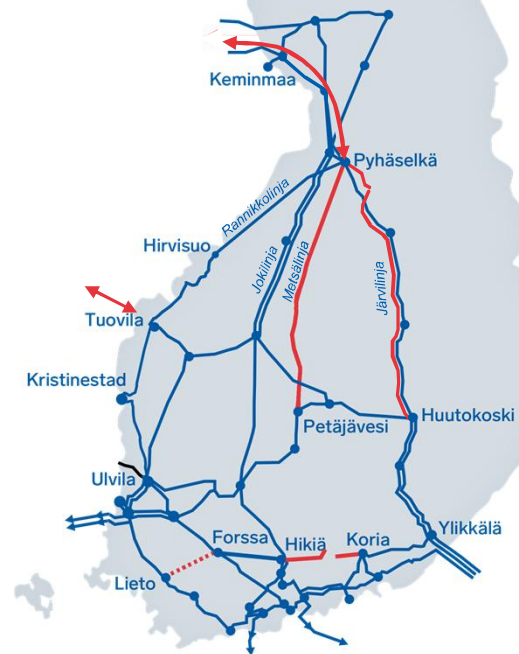 Keminmaa
Pyhäselkä
Rannikkolinja
Hirvisuo
Jokilinja
Metsälinja
Järvilinja
Tuovila
Kristinestad
Petäjävesi
Huutokoski
Ulvila
Forssa
Hikiä
Koria
Ylikkälä
Lieto